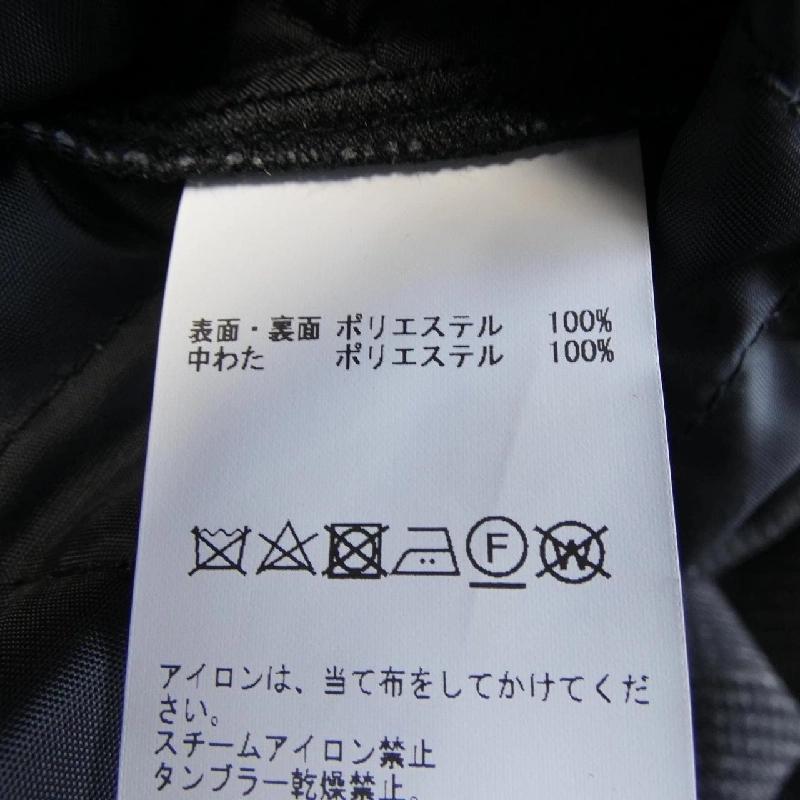 表面・裏面 ポリエステル 100%
中わた ポリエステル 100%
F W
アイロンは、当て布をしてかけてくだ
さい。
スチームアイロン禁止
タンブラー乾燥禁止。